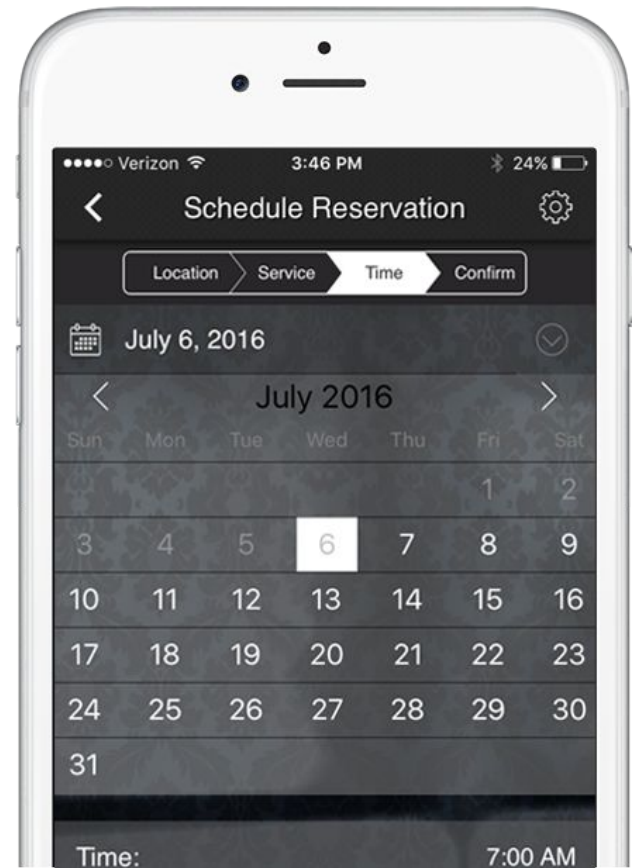 Verizon 3:46 PM 24%
Schedule Reservation
Location Service Time Confirm
July 6, 2016
July 2016
Sun Mon Tue Wed Thu Fri Sat
1 2
3 4 5 6 7 8 9
10 11 12 13 14 15 16
17 18 19 20 21 22 23
24 25 26 27 28 29 30
31
Time: 7:00 AM